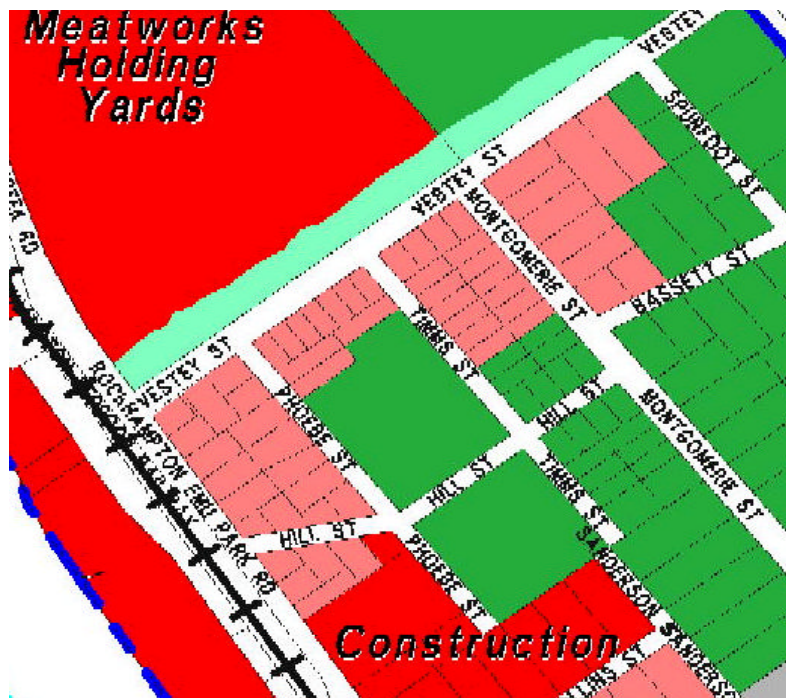 Meatworks
Holding
Yards
VESTEY
VESTEY ST
MONTGOMERIE ST
BASSETT ST
RD
VESTEY ST
TIMMS ST
PHOEBE ST
HILL ST
MONTGOMERIE ST
HILL ST
TIMMS ST
HILL ST
ROCKHAMPTON EMU PARK RD
PHOEBE ST
SANDERSON
Construction
ST